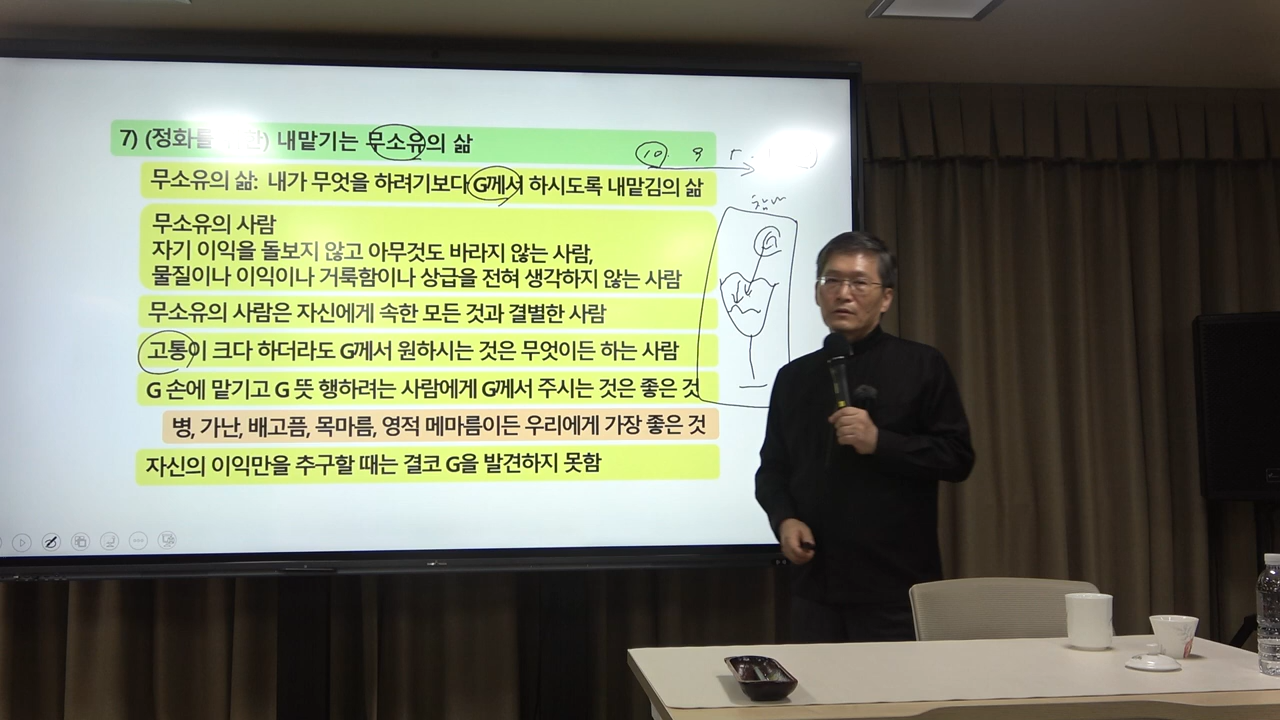 7) (정화를 내맡기는 무소유의 삶
10 9
무소유의 삶: 내가 무엇을 하려기보다 G께서 하시도록 내맡김의 삶
무소유의 사람
자기 이익을 돌보지 않고 아무것도 바라지 않는 사람,
물질이나 이익이나 거룩함이나 상급을 전혀 생각하지 않는 사람
G
무소유의 사람은 자신에게 속한 모든 것과 결별한 사람
고통이 크다 하더라도 G께서 원하시는 것은 무엇이든 하는 사람
G 손에 맡기고 G 뜻 행하려는 사람에게 G께서 주시는 것은 좋은 것
병, 가난, 배고픔, 목마름, 영적 메마름이든 우리에게 가장 좋은 것
자신의 이익만을 추구할 때는 결코 G을 발견하지 못함